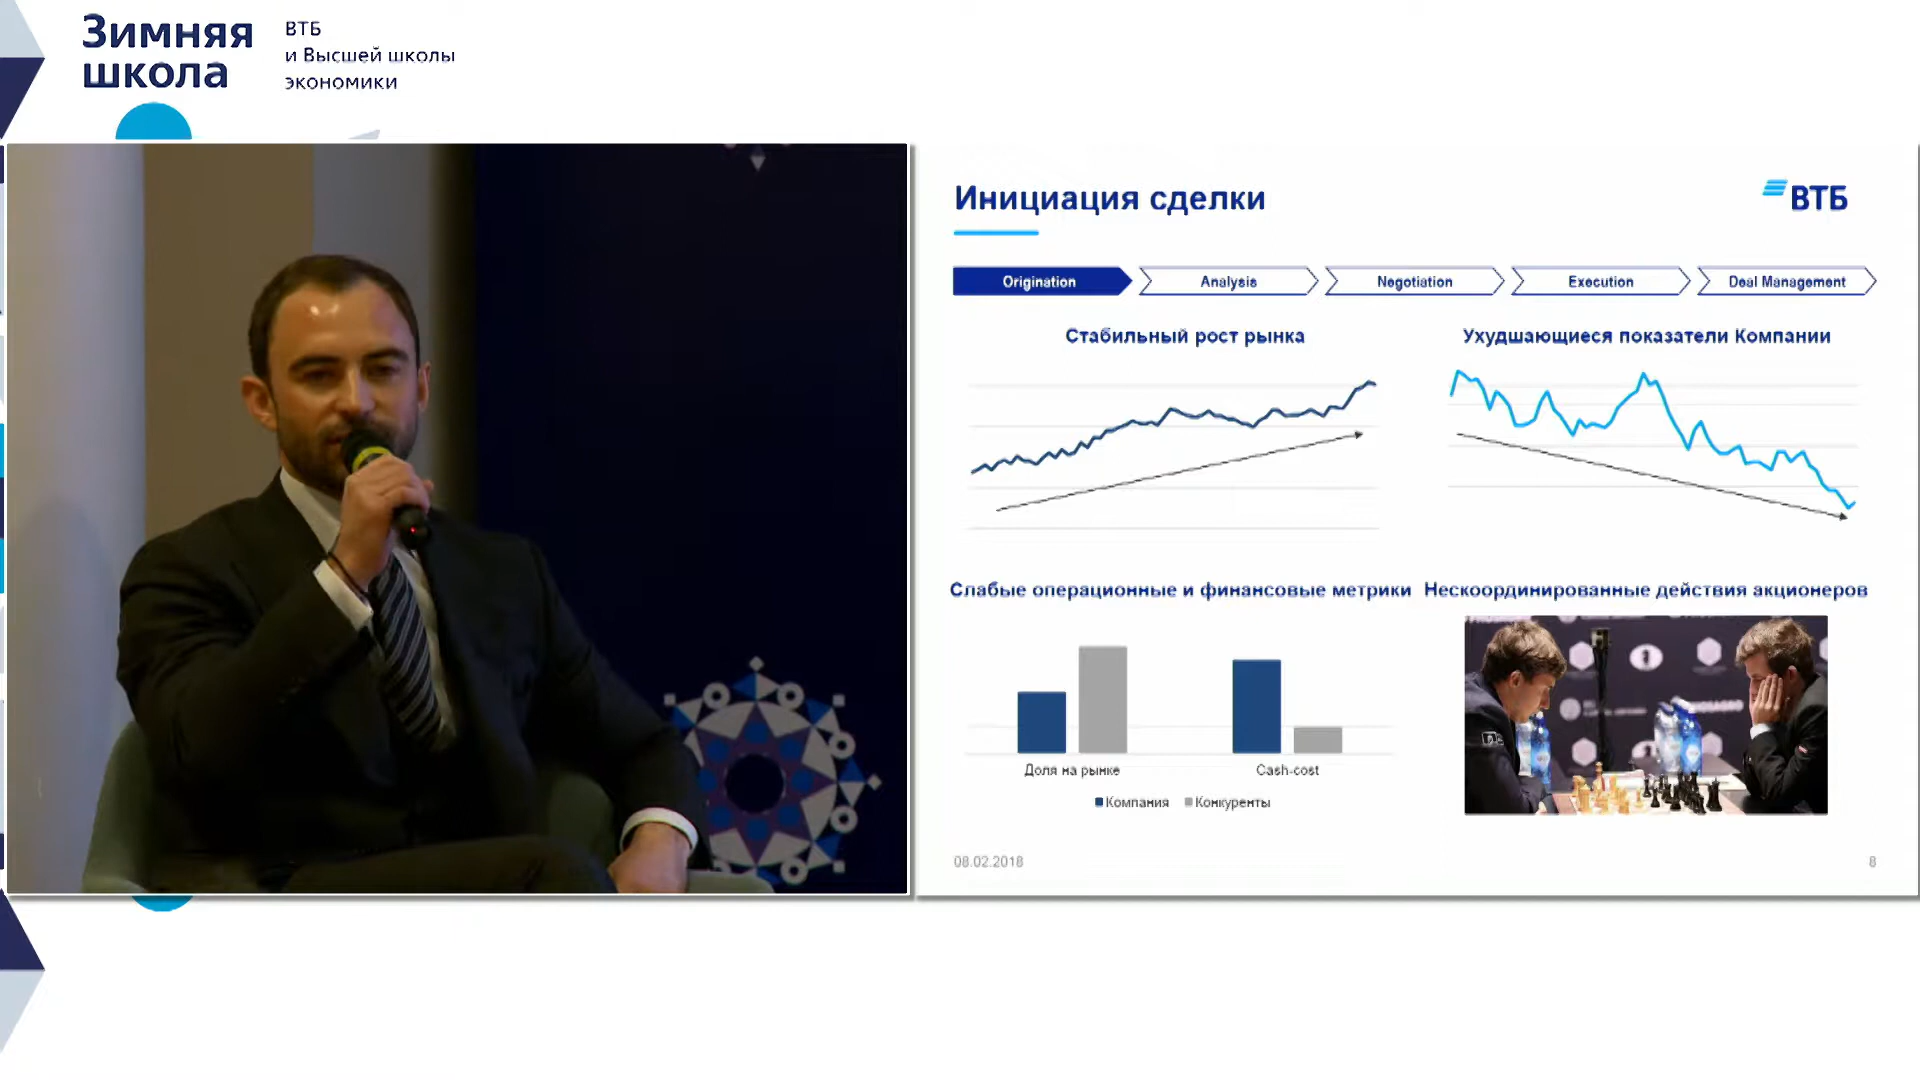 Зимняя
школа
ВТБ
и Высшей школы
экономики
Инициация сделки
ВТБ
Origination
Analysis
Negotiation
Execution
Deal Management
Стабильный рост рынка
Ухудшающиеся показатели Компании
Слабые операционные и финансовые метрики
Нескоординированные действия акционеров
Доля на рынке
Cash-cost
Компания
Конкуренты
08.02.2018
8